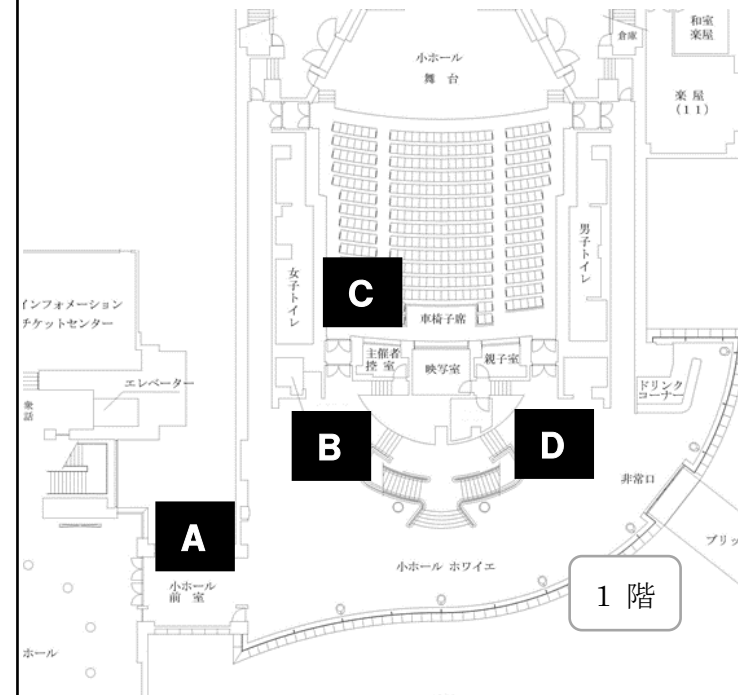 小ホール
舞 台
倉庫
和室
楽屋
楽 屋
(11)
女子トイレ
男子トイレ
C
車椅子席
インフォメーション
チケットセンター
エレベーター
主催者
控 室
映写室
親子室
ドリンク
コーナー
B
D
非常口
A
小ホール
前 室
小ホール ホワイエ
1 階
ホール